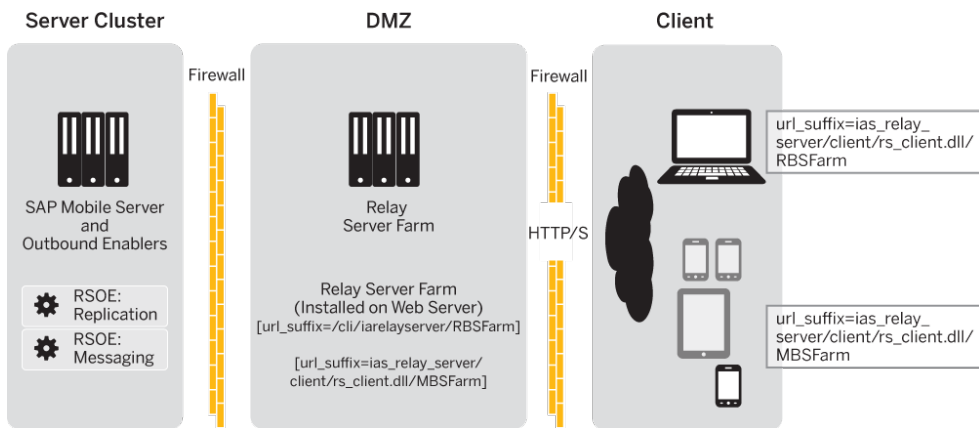 Server Cluster
DMZ
Client
Firewall
Firewall
SAP Mobile Server
and
Outbound Enablers
RSOE:
Replication
RSOE:
Messaging
Relay
Server Farm
Relay Server Farm
(Installed on Web Server)
[url_suffix=/cli/iarelayserver/RBSFarm]
[url_suffix=ias_relay_server/
client/rs_client.dll/MBSFarm]
HTTP/S
url_suffix=ias_relay_
server/client/rs_client.dll/
RBSFarm
url_suffix=ias_relay_
server/client/rs_client.dll/
MBSFarm